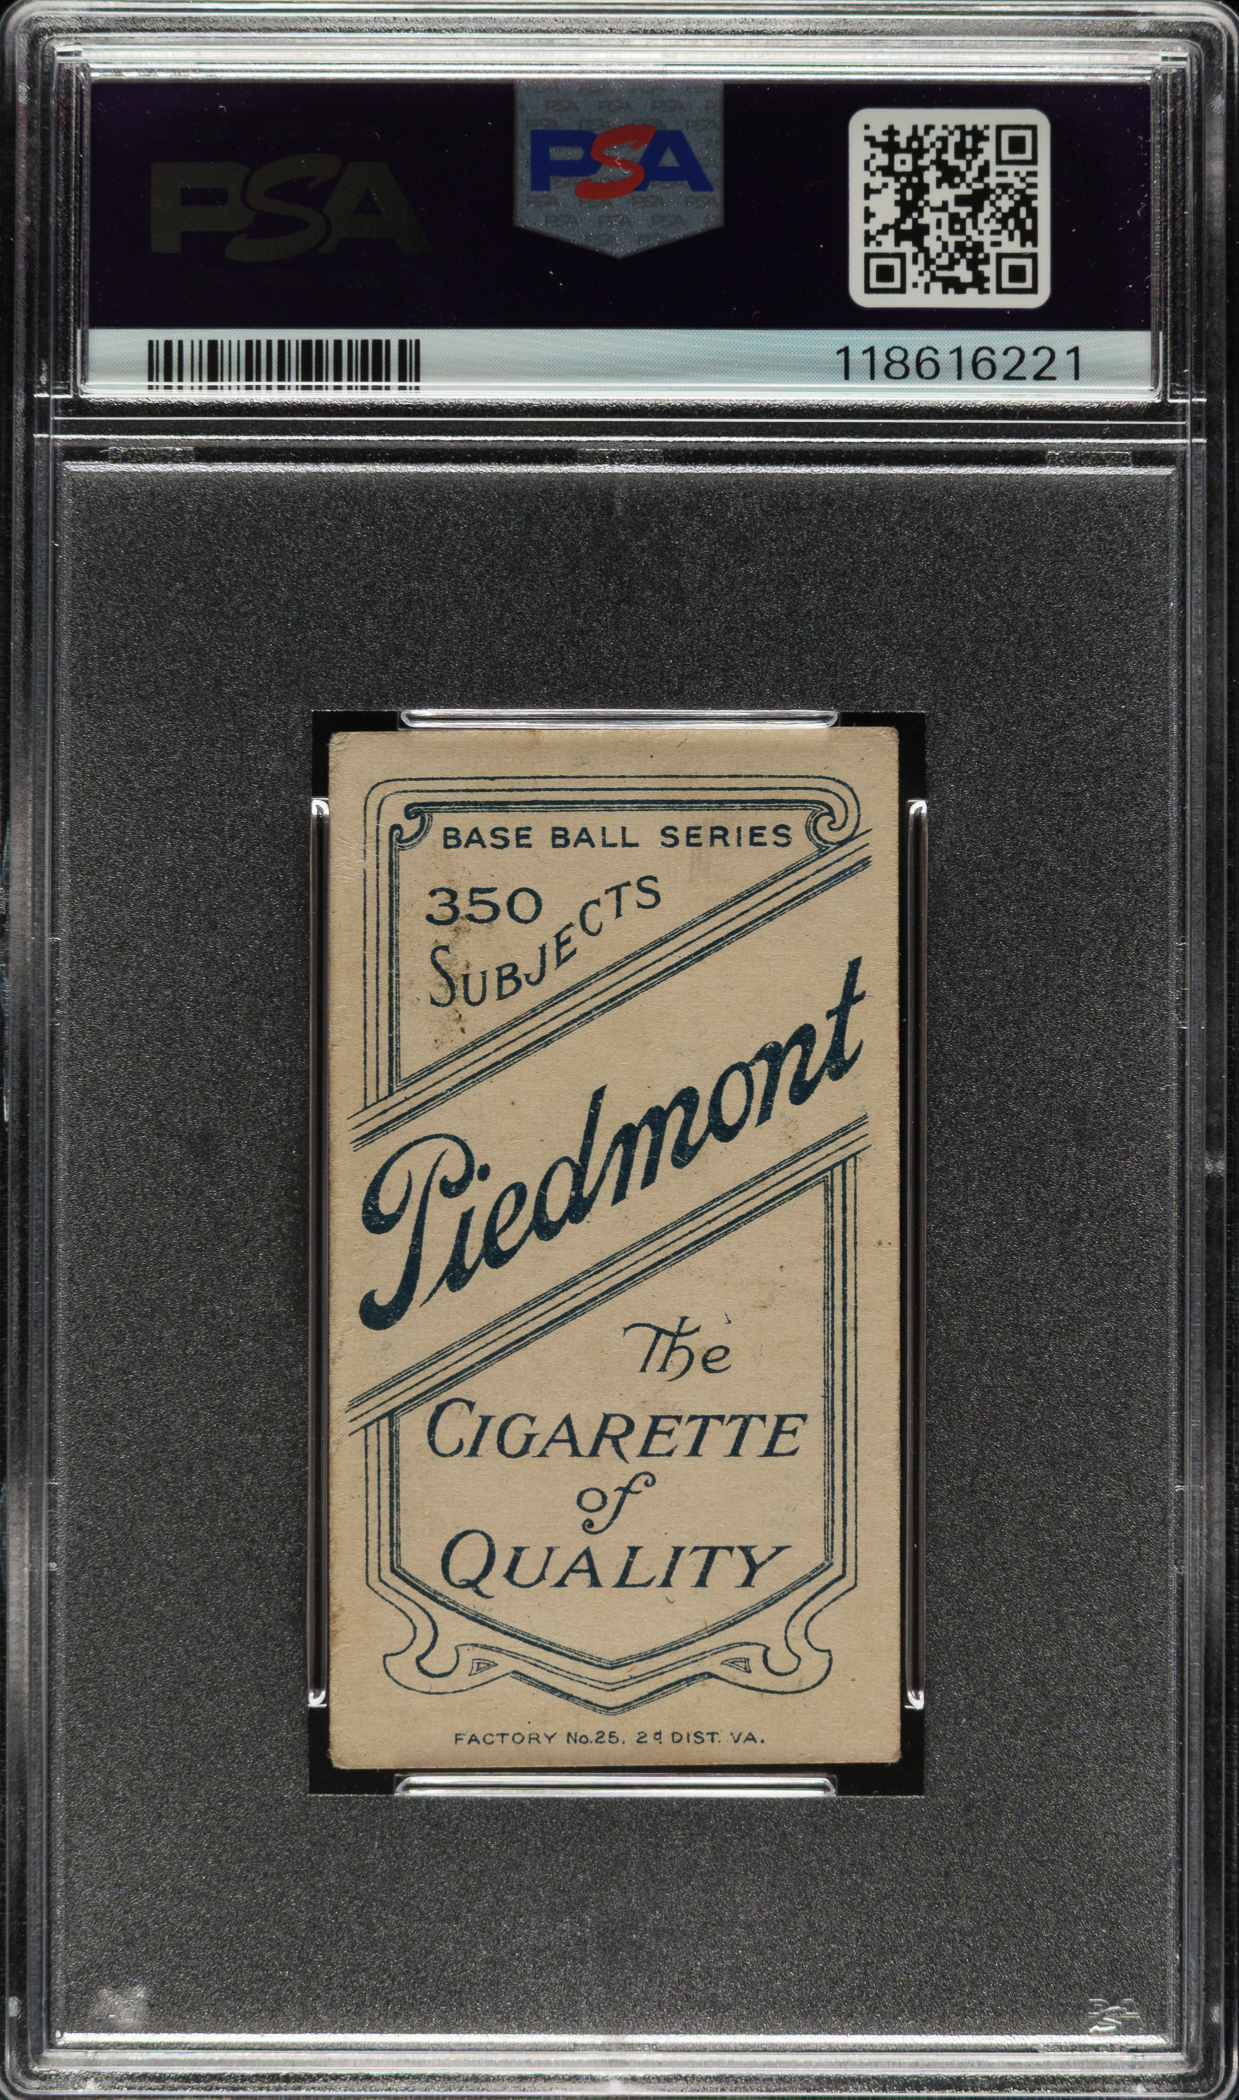 PSA
PSA
118616221
BASE BALL SERIES
350
SUBJECTS
Piedmont
The
CIGARETTE
of
QUALITY
FACTORY No. 25. 2d DIST. VA.